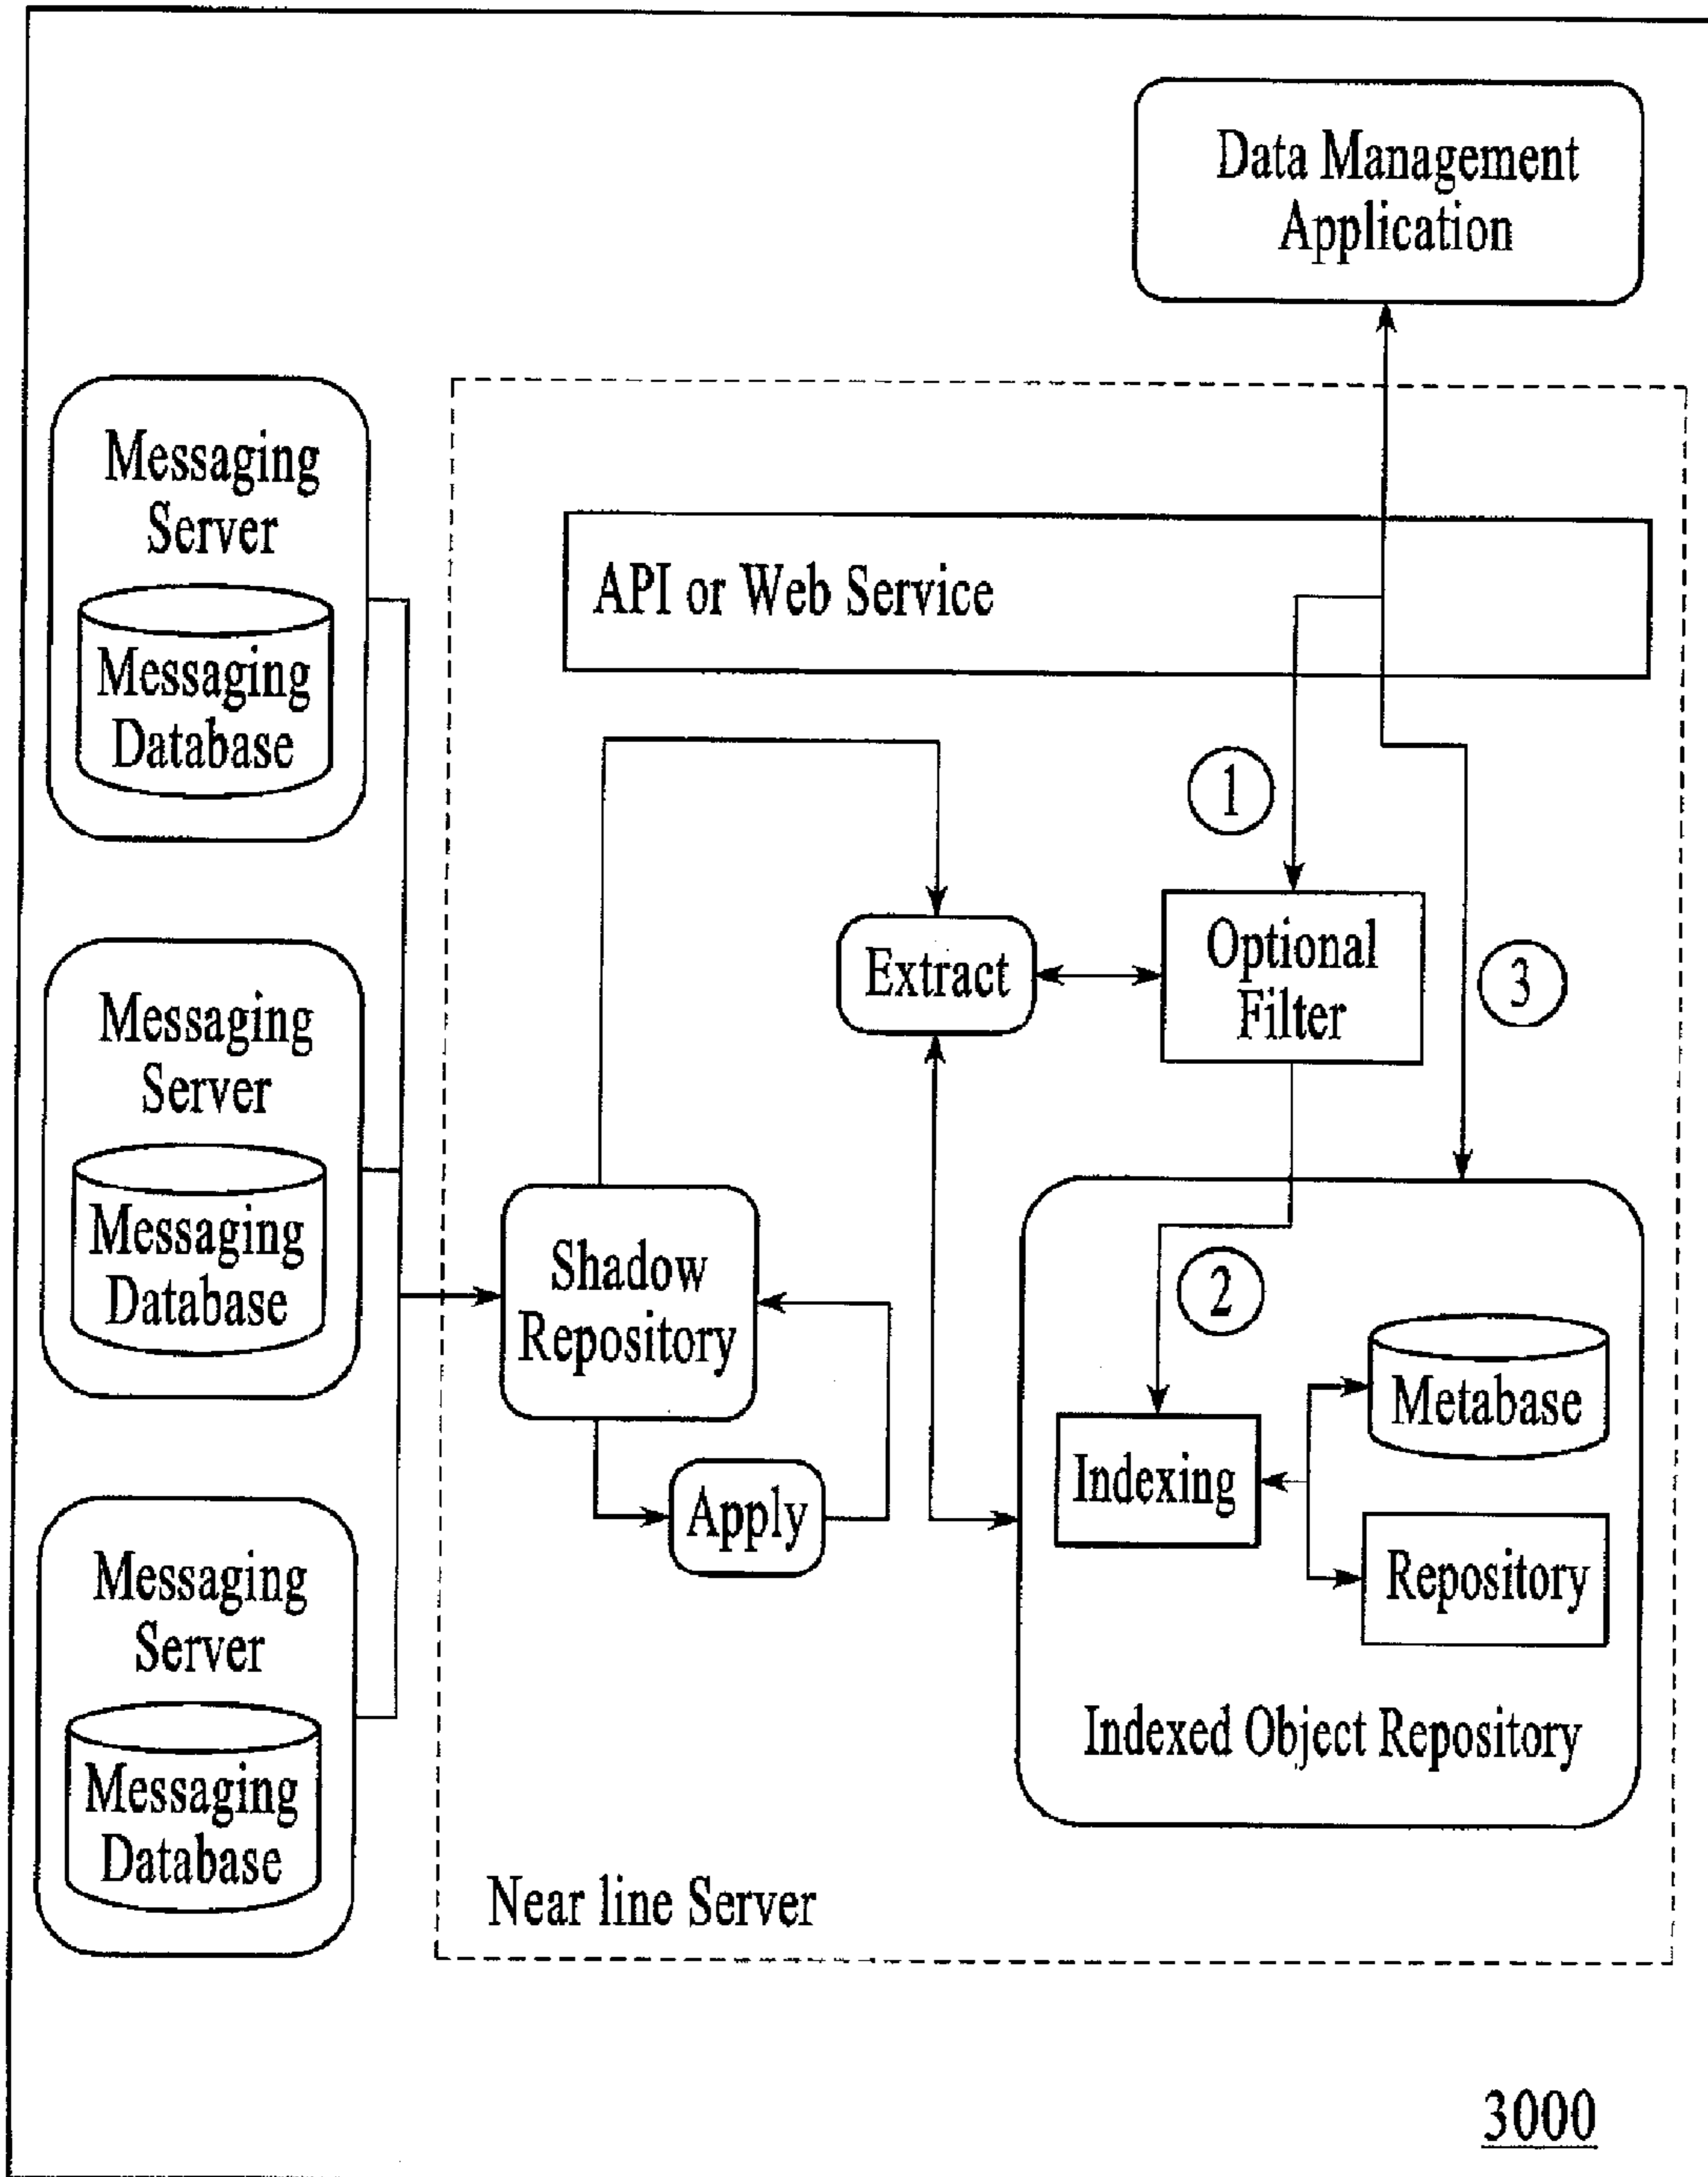 Data Management
Application
Messaging
Server
Messaging
Database
API or Web Service
1
Extract
Optional
Filter
3
Messaging
Server
Messaging
Database
Shadow
Repository
2
Metabase
Indexing
Apply
Repository
Messaging
Server
Messaging
Database
Indexed Object Repository
Near line Server
3000